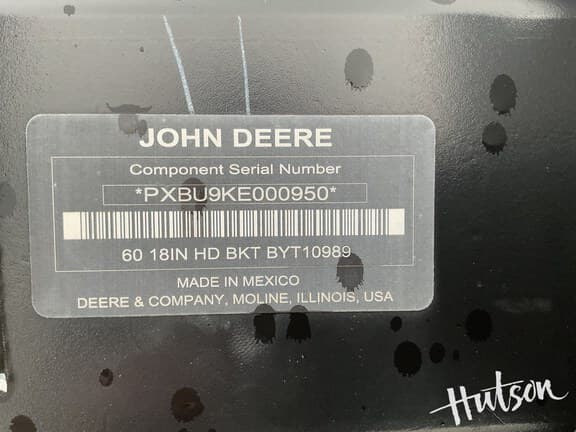 JOHN DEERE
Component Serial Number
*PXBU9KE000950*
60 18IN HD BKT BYT10989
MADE IN MEXICO
DEERE & COMPANY, MOLINE, ILLINOIS, USA
Hutson